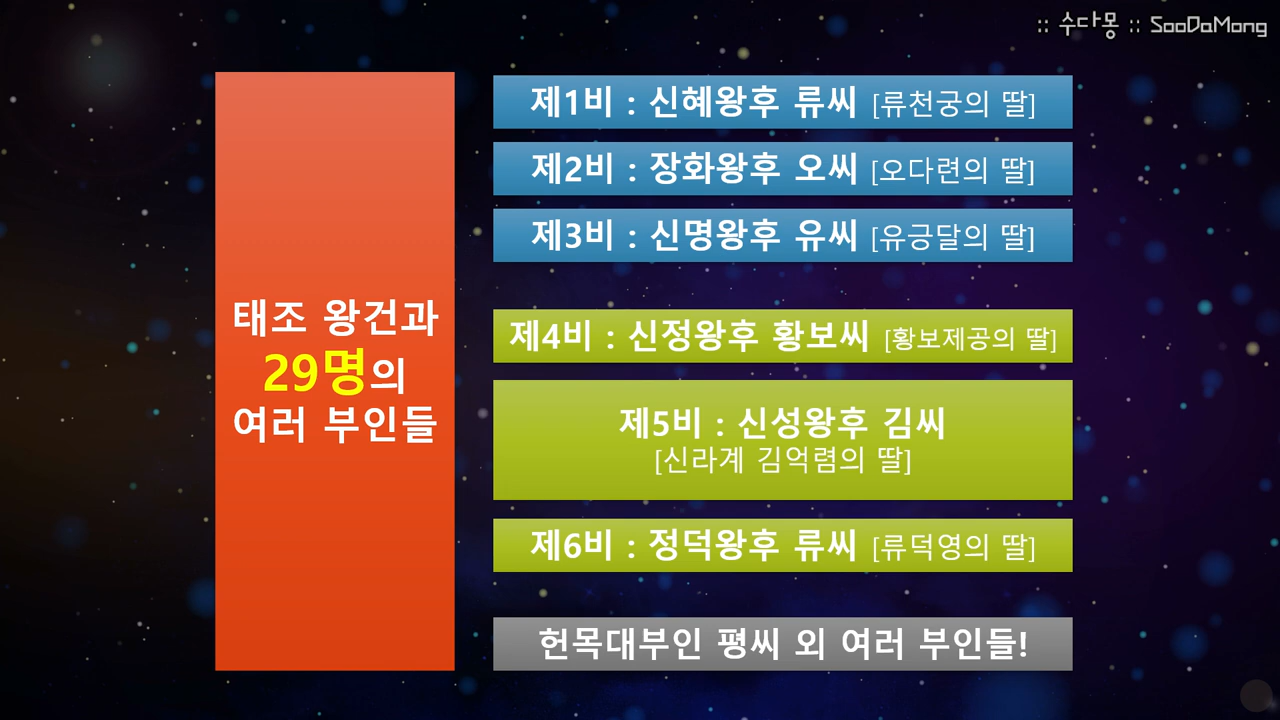 :: 수다몽 :: SooDaMong
태조 왕건과
29명의
여러 부인들
제1비 : 신혜왕후 류씨 [류천궁의 딸]
제2비 : 장화왕후 오씨 [오다련의 딸]
제3비 : 신명왕후 유씨 [유긍달의 딸]
제4비 : 신정왕후 황보씨 [황보제공의 딸]
제5비 : 신성왕후 김씨
[신라계 김억렴의 딸]
제6비 : 정덕왕후 류씨 [류덕영의 딸]
헌목대부인 평씨 외 여러 부인들!